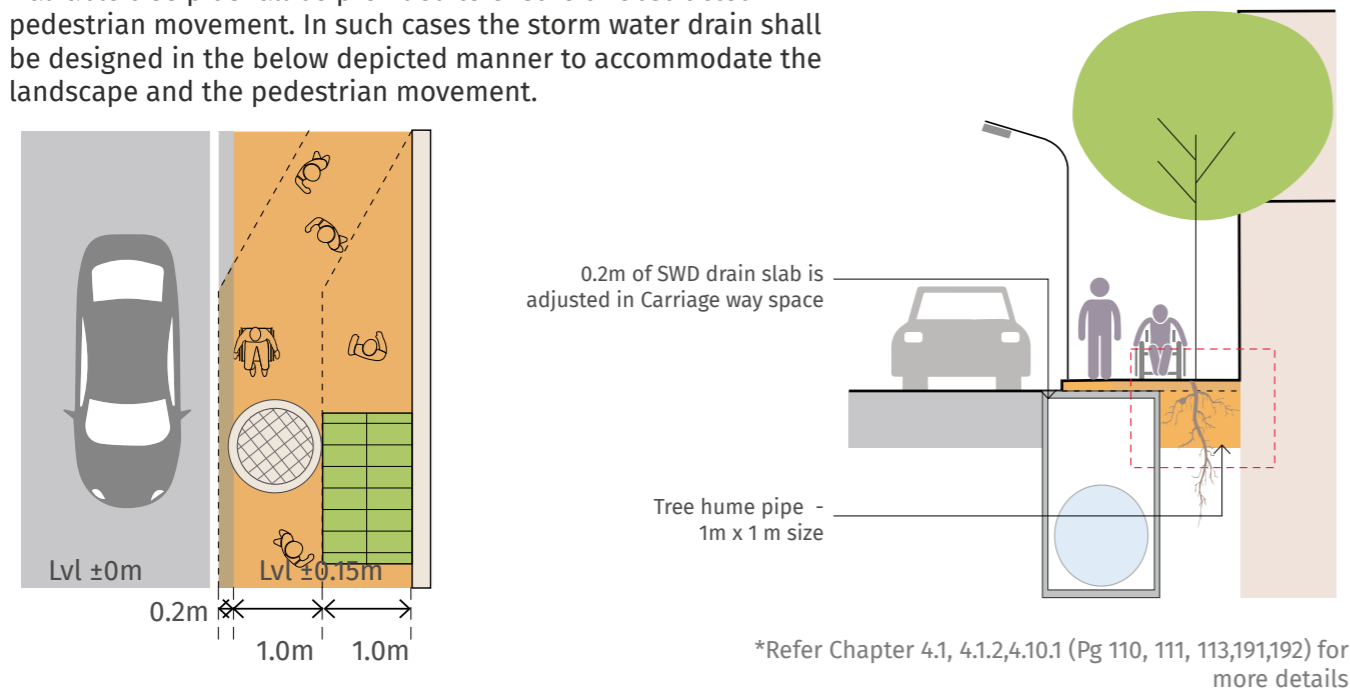 pedestrian movement. In such cases the storm water drain shall
be designed in the below depicted manner to accommodate the
landscape and the pedestrian movement.
0.2m of SWD drain slab is
adjusted in Carriage way space
Tree hume pipe -
1m x 1 m size
Lvl ±0m
Lvl ±0.15m
0.2m
1.0m
1.0m
*Refer Chapter 4.1, 4.1.2,4.10.1 (Pg 110, 111, 113,191,192) for
more details